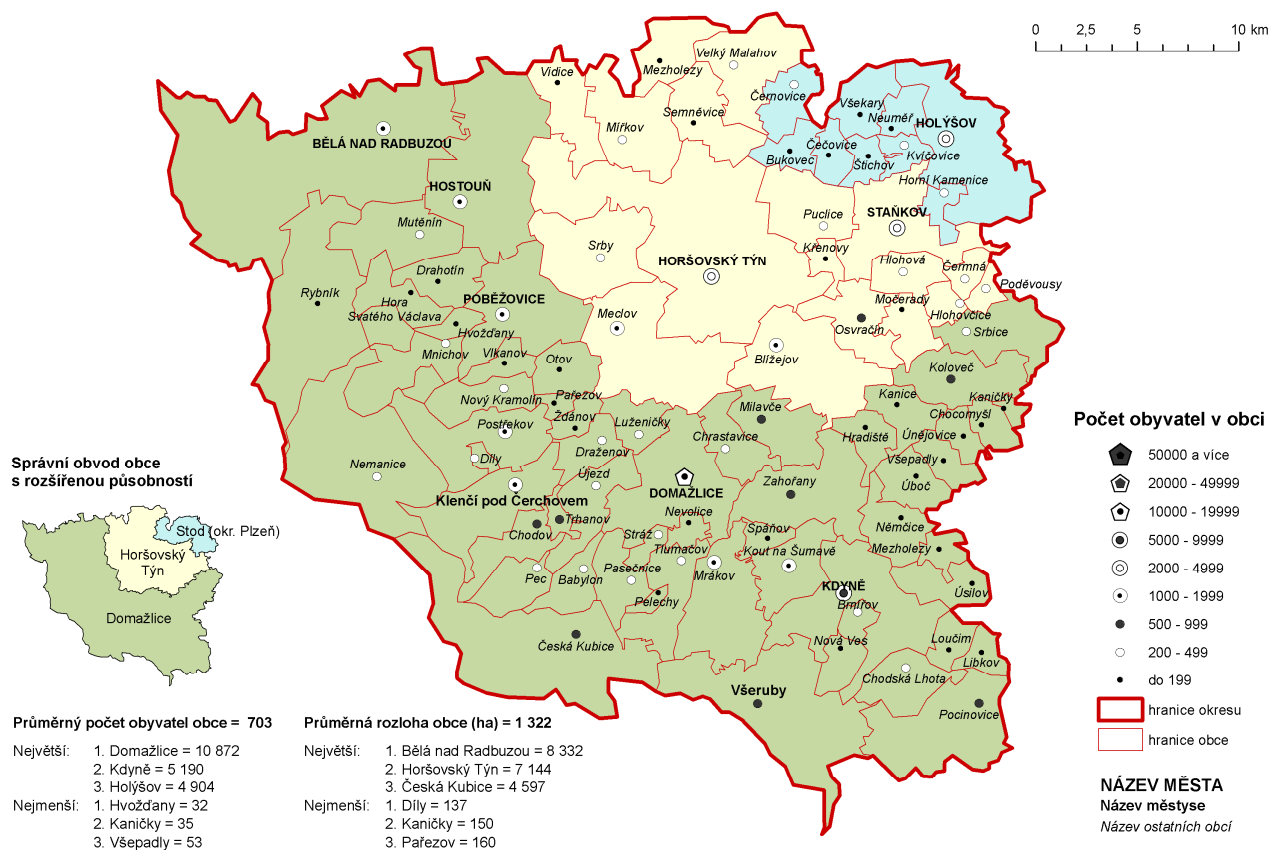 0 2,5 5 10 km
Velký Malahov
Vidice
Mezholezy
Černovice
Semněvice
Všekary
Neuměř
HOLÝŠOV
Mířkov
BĚLÁ NAD RADBUZOU
Čečovice
Bukovec
Štichov
Kvíčovice
Horní Kamenice
HOSTOUŇ
Puclice
STAŇKOV
Mutěnín
Srby
Křenovy
HORŠOVSKÝ TÝN
Hlohová
Čermná
Drahotín
Poděvousy
Rybník
Hora
Svatého Václava
POBĚŽOVICE
Močerady
Meclov
Hlohovčice
Osvračín
Srbice
Hvožďany
Mnichov
Vlkanov
Otov
Blížejov
Koloveč
Nový Kramolín
Pařezov
Kanice
Kaničky
Milavče
Chocomyšl
Ždánov
Luženičky
Postřekov
Chrastavice
Hradiště
Únějovice
Draženov
Díly
Všepadly
Nemanice
Újezd
Zahořany
Úboč
DOMAŽLICE
Klenčí pod Čerchovem
Nevolice
Trhanov
Chodov
Stráž
Spáňov
Němčice
Tlumačov
Kout na Šumavě
Mezholezy
Pec
Babylon
Pasečnice
Mrákov
KDYNĚ
Úsilov
Pelechy
Brnířov
Česká Kubice
Nová Ves
Loučim
Libkov
Chodská Lhota
Všeruby
Pocinovice
Správní obvod obce
s rozšířenou působností
Stod (okr. Plzeň)
Horšovský
Týn
Domažlice
Průměrný počet obyvatel obce = 703
Největší: 1. Domažlice = 10 872
2. Kdyně = 5 190
3. Holýšov = 4 904
Nejmenší: 1. Hvožďany = 32
2. Kaničky = 35
3. Všepadly = 53
Průměrná rozloha obce (ha) = 1 322
Největší: 1. Bělá nad Radbuzou = 8 332
2. Horšovský Týn = 7 144
3. Česká Kubice = 4 597
Nejmenší: 1. Díly = 137
2. Kaničky = 150
3. Pařezov = 160
Počet obyvatel v obci
50000 a více
20000 - 49999
10000 - 19999
5000 - 9999
2000 - 4999
1000 - 1999
500 - 999
200 - 499
do 199
hranice okresu
hranice obce
NÁZEV MĚSTA
Název městyse
Název ostatních obcí